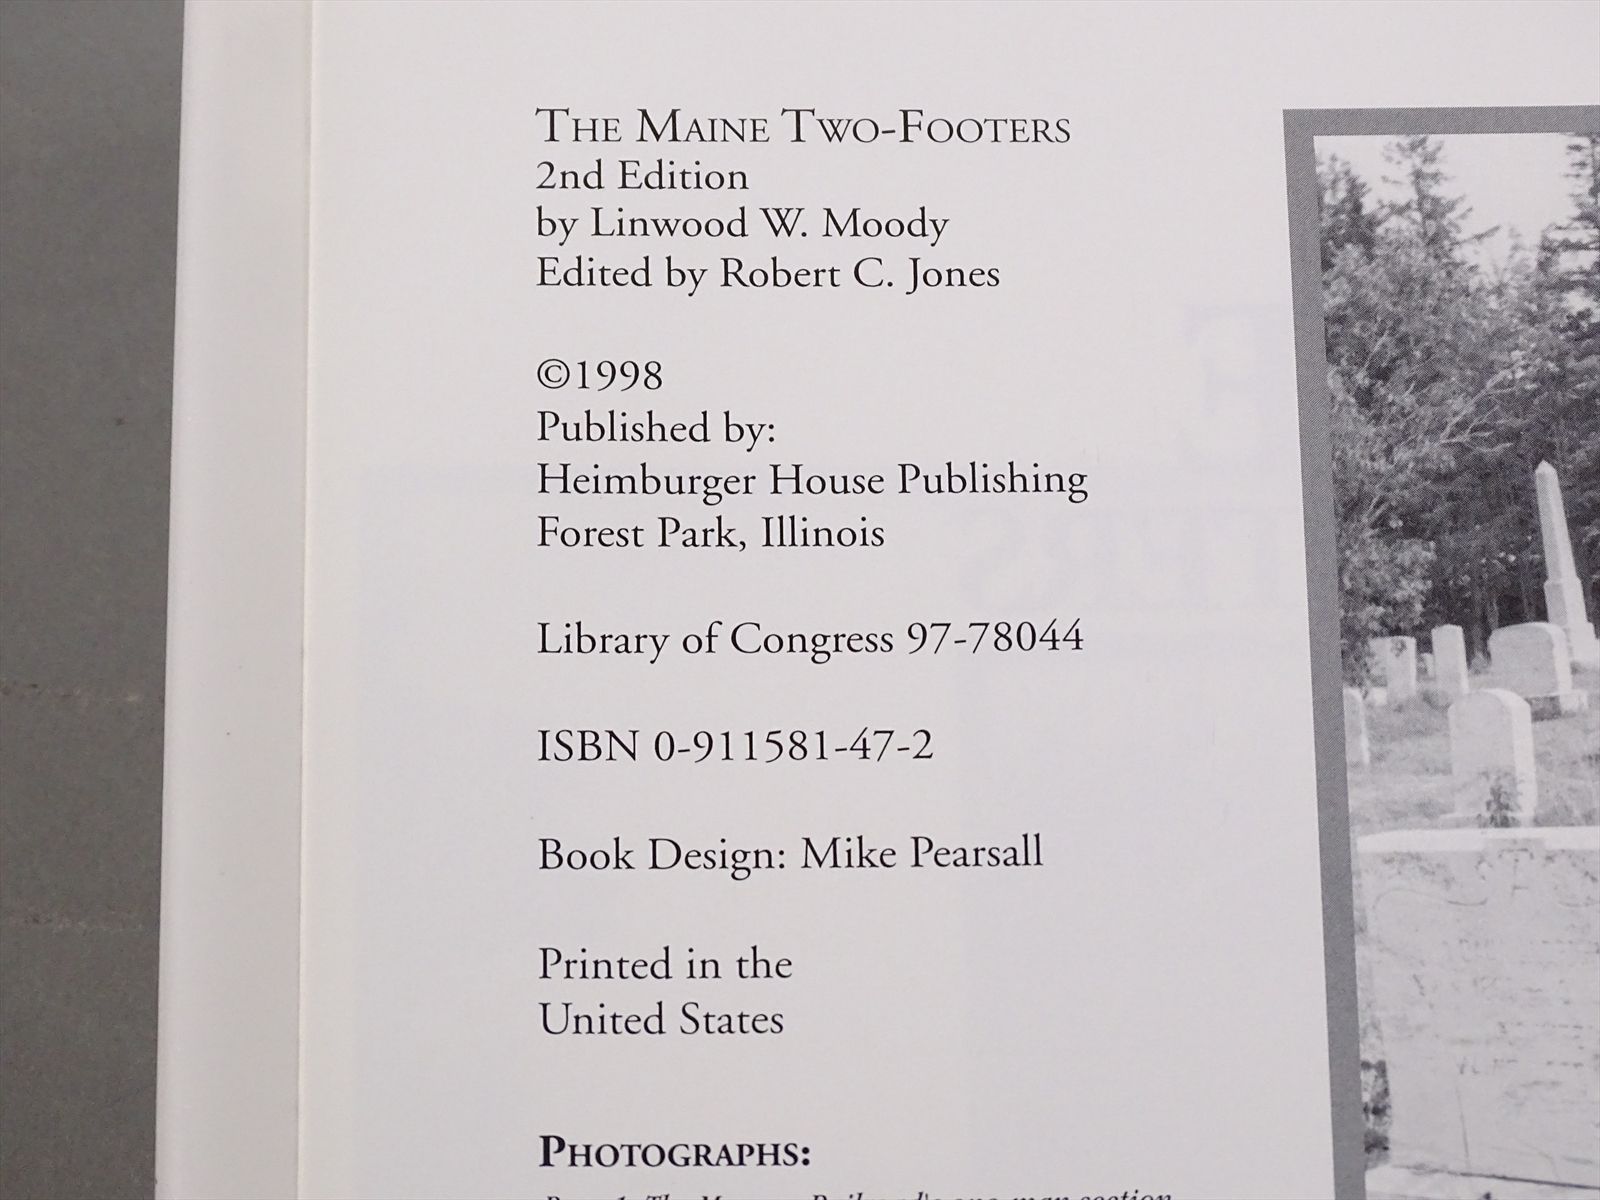 THE MAINE TWO-FOOTERS
2nd Edition
by Linwood W. Moody
Edited by Robert C. Jones
©1998
Published by:
Heimburger House Publishing
Forest Park, Illinois
Library of Congress 97-78044
ISBN 0-911581-47-2
Book Design: Mike Pearsall
Printed in the
United States
PHOTOGRAPHS: